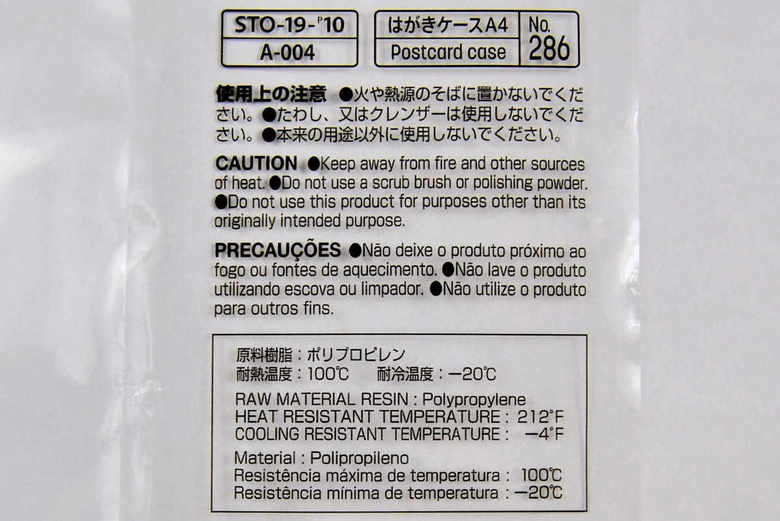 STO-19-'P10
A-004
はがきケースA4
Postcard case
No.
286
使用上の注意 ●火や熱源のそばに置かないでくだ
さい。●たわし、又はクレンザーは使用しないでくだ
さい。●本来の用途以外に使用しないでください。
CAUTION ●Keep away from fire and other sources
of heat. ●Do not use a scrub brush or polishing powder.
●Do not use this product for purposes other than its
originally intended purpose.
PRECAUÇÕES ●Não deixe o produto próximo ao
fogo ou fontes de aquecimento. ●Não lave o produto
utilizando escova ou limpador. ●Não utilize o produto
para outros fins.
原料樹脂：ポリプロピレン
耐熱温度：100℃ 耐冷温度：−20℃
RAW MATERIAL RESIN : Polypropylene
HEAT RESISTANT TEMPERATURE : 212°F
COOLING RESISTANT TEMPERATURE : −4°F
Material : Polipropileno
Resistência máxima de temperatura : 100℃
Resistência mínima de temperatura : −20℃